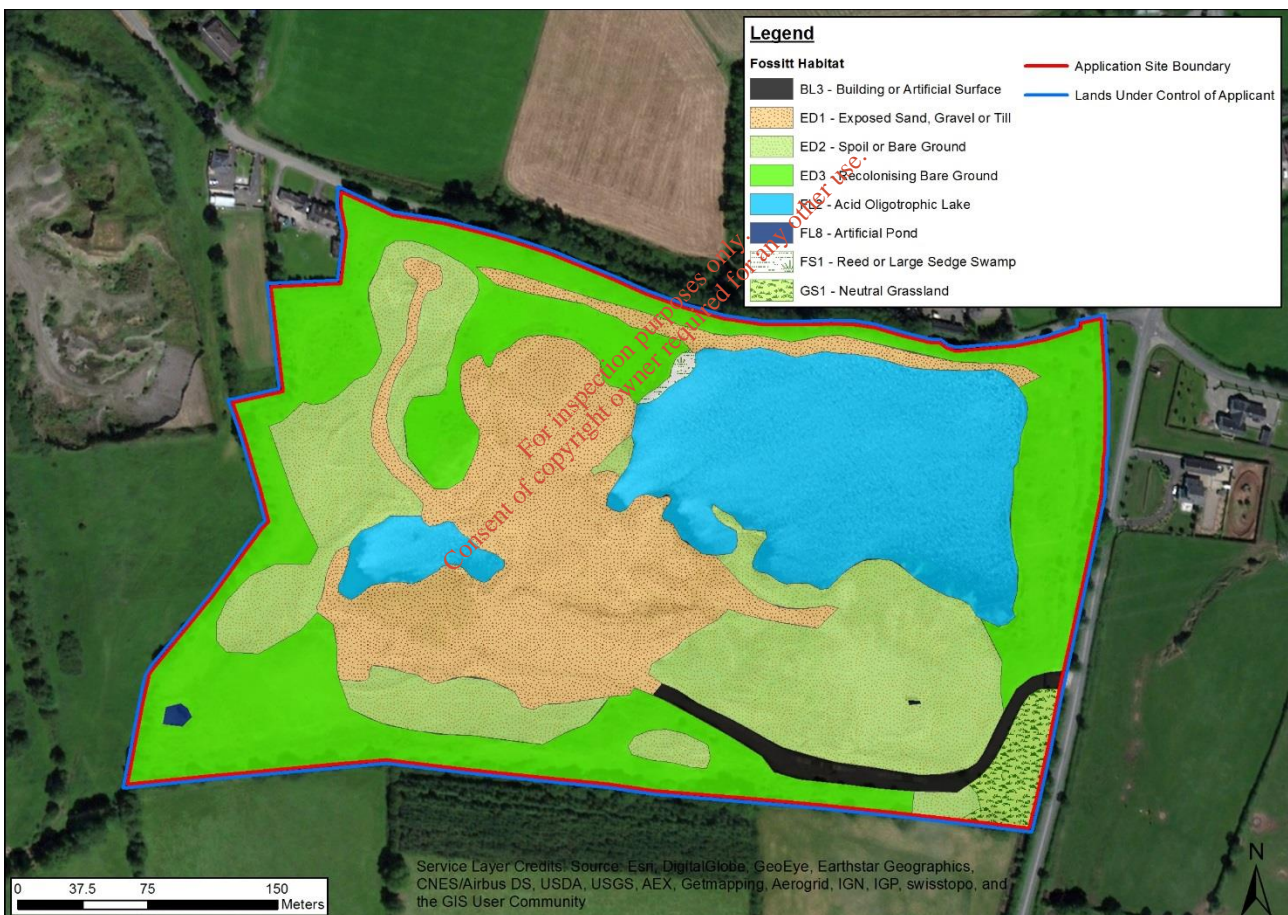 Legend
Fossitt Habitat
BL3 - Building or Artificial Surface
ED1 - Exposed Sand, Gravel or Till
ED2 - Spoil or Bare Ground
ED3 - Recolonising Bare Ground
FL2 - Acid Oligotrophic Lake
FL8 - Artificial Pond
FS1 - Reed or Large Sedge Swamp
GS1 - Neutral Grassland
Application Site Boundary
Lands Under Control of Applicant
For inspection purposes only.
Consent of copyright owner required for any other use.
Service Layer Credits: Source: Esri, DigitalGlobe, GeoEye, Earthstar Geographics,
CNES/Airbus DS, USDA, USGS, AEX, Getmapping, Aerogrid, IGN, IGP, swisstopo, and
the GIS User Community
0 37.5 75 150
Meters
N